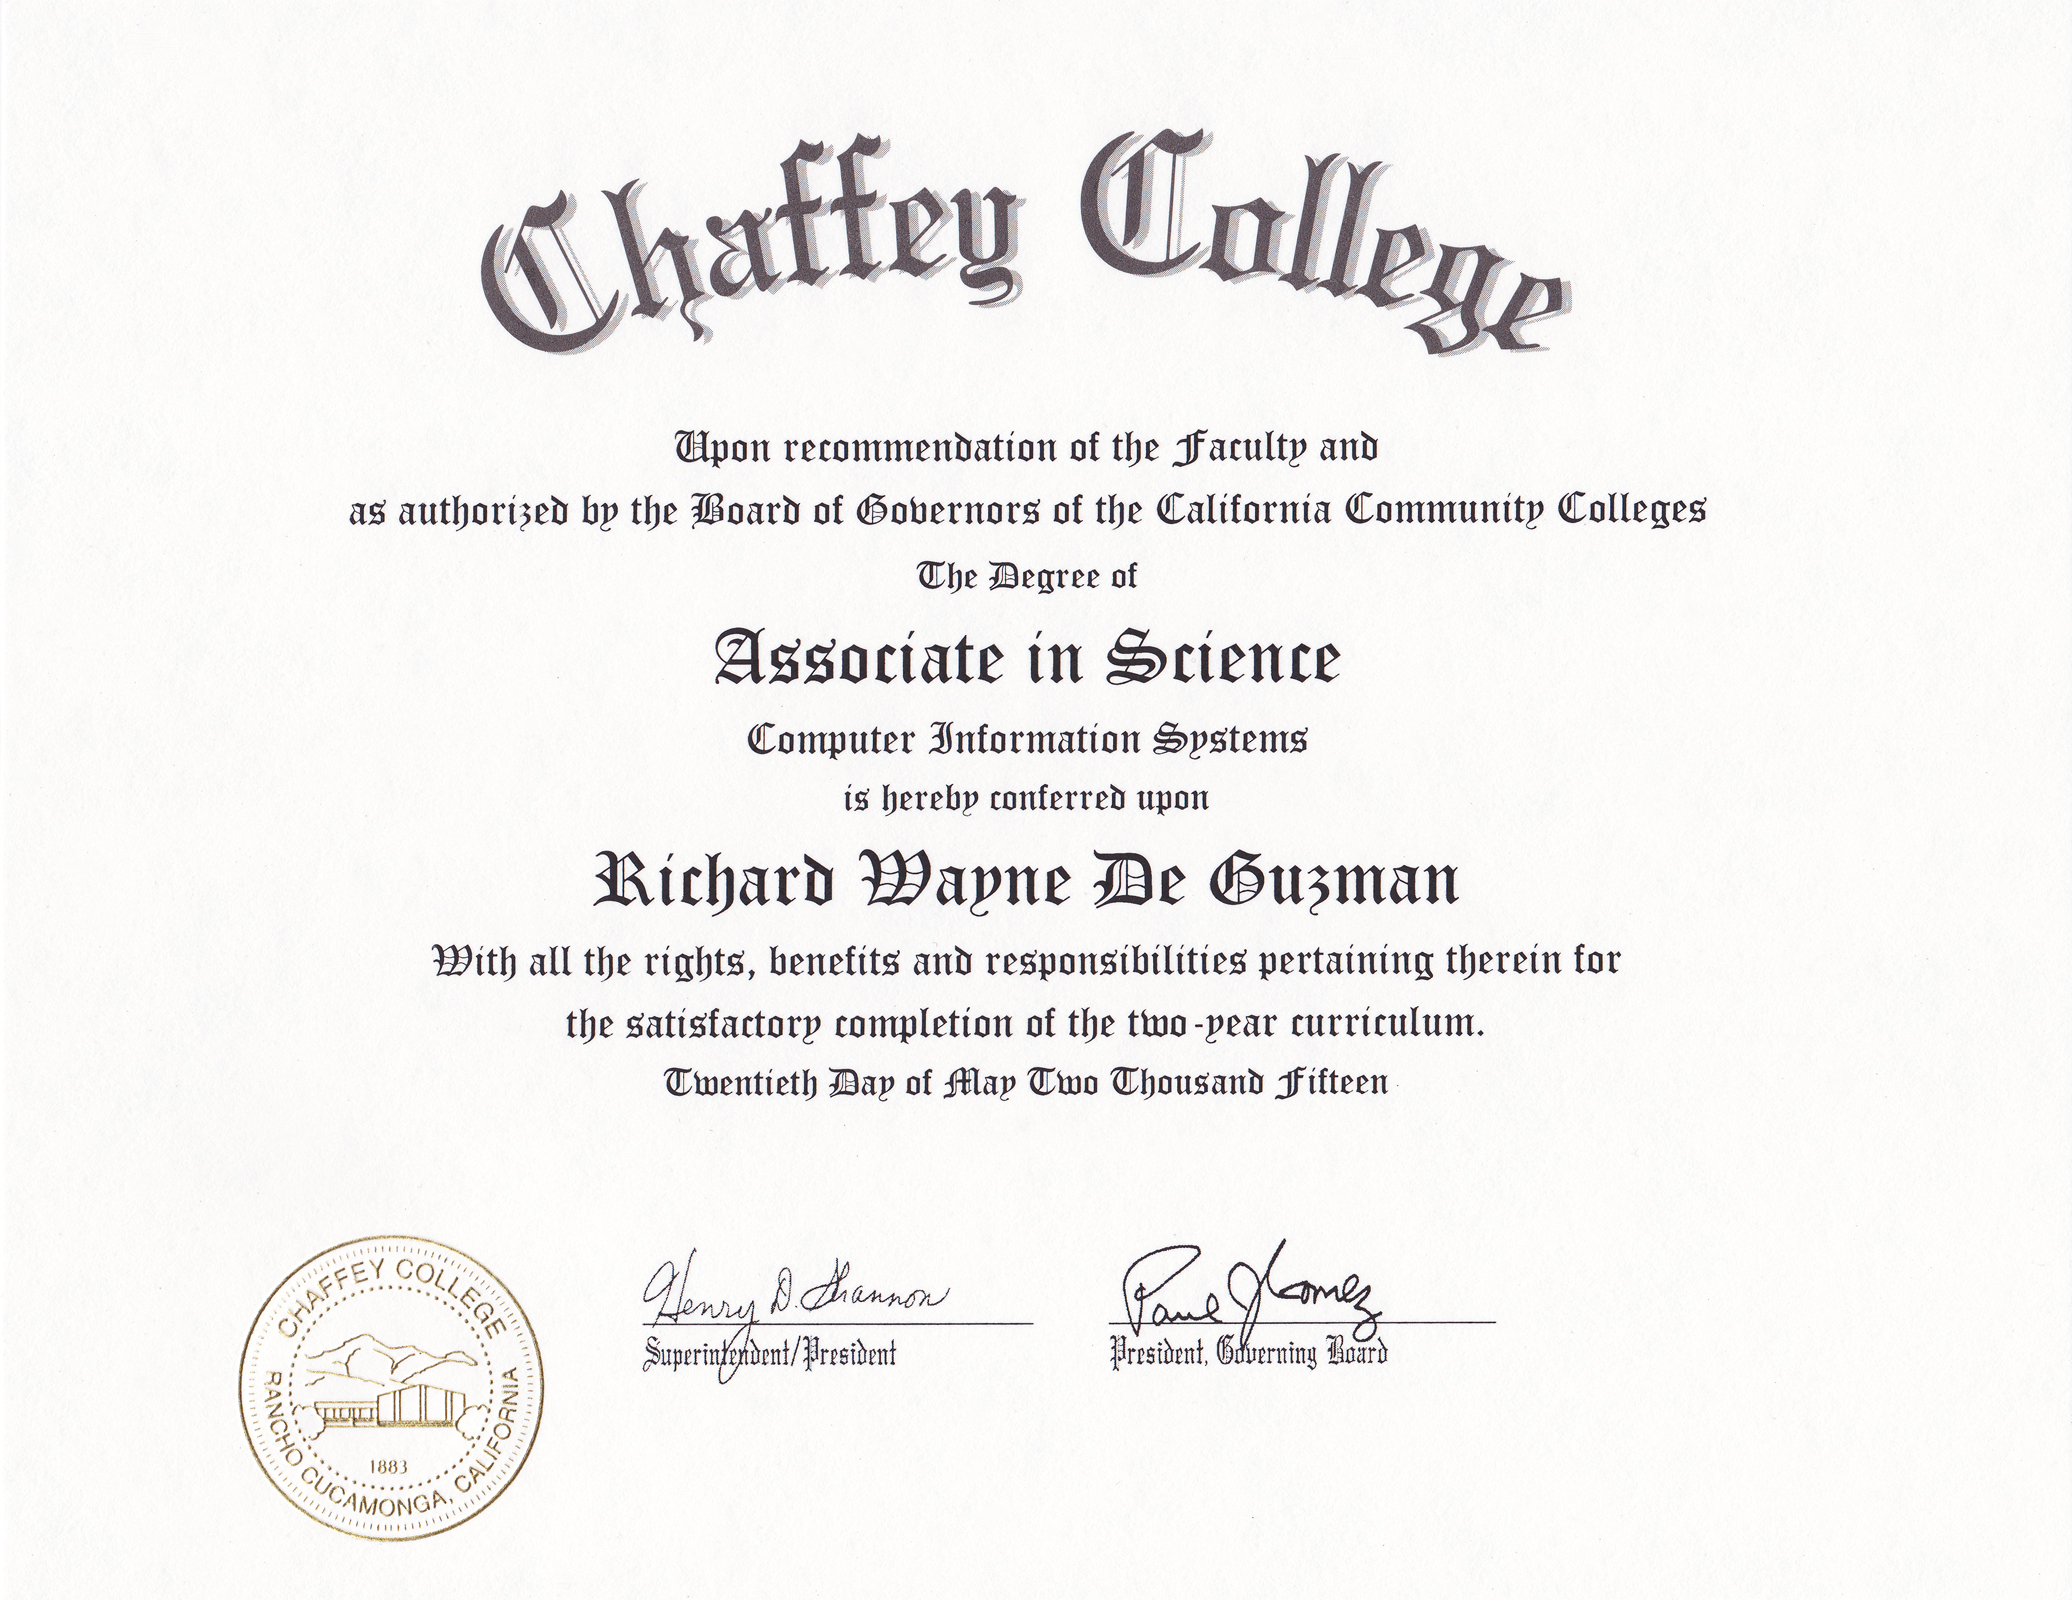 Chaffey College
Upon recommendation of the Faculty and
as authorized by the Board of Governors of the California Community Colleges
The Degree of
Associate in Science
Computer Information Systems
is hereby conferred upon
Richard Wayne De Guzman
With all the rights, benefits and responsibilities pertaining therein for
the satisfactory completion of the two-year curriculum.
Twentieth Day of May Two Thousand Fifteen
CHAFFEY COLLEGE
RANCHO CUCAMONGA, CALIFORNIA
1883
Henry D. Shannon
Superintendent/President
Paul J Gomez
President, Governing Board